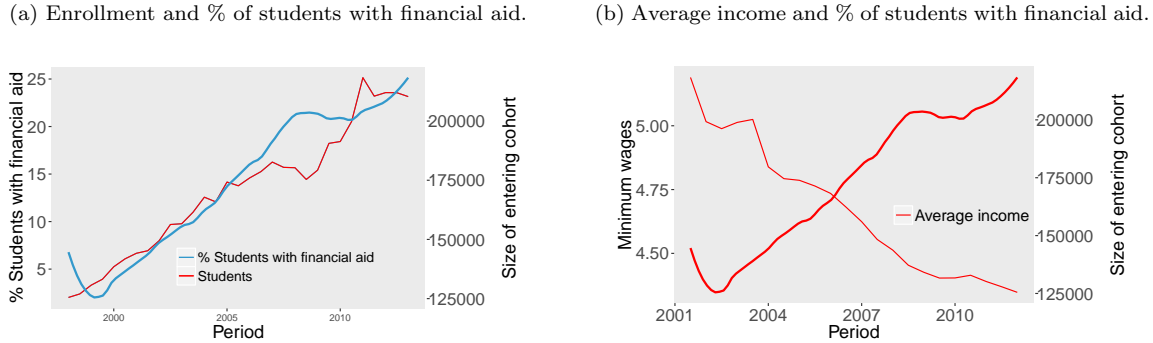 (a) Enrollment and % of students with financial aid.
% Students with financial aid
25
20
15
10
5
200000
175000
150000
125000
Size of entering cohort
% Students with financial aid
Students
2000
2005
2010
Period
(b) Average income and % of students with financial aid.
Minimum wages
5.00
4.75
4.50
200000
175000
150000
125000
Size of entering cohort
Average income
2001
2004
2007
2010
Period